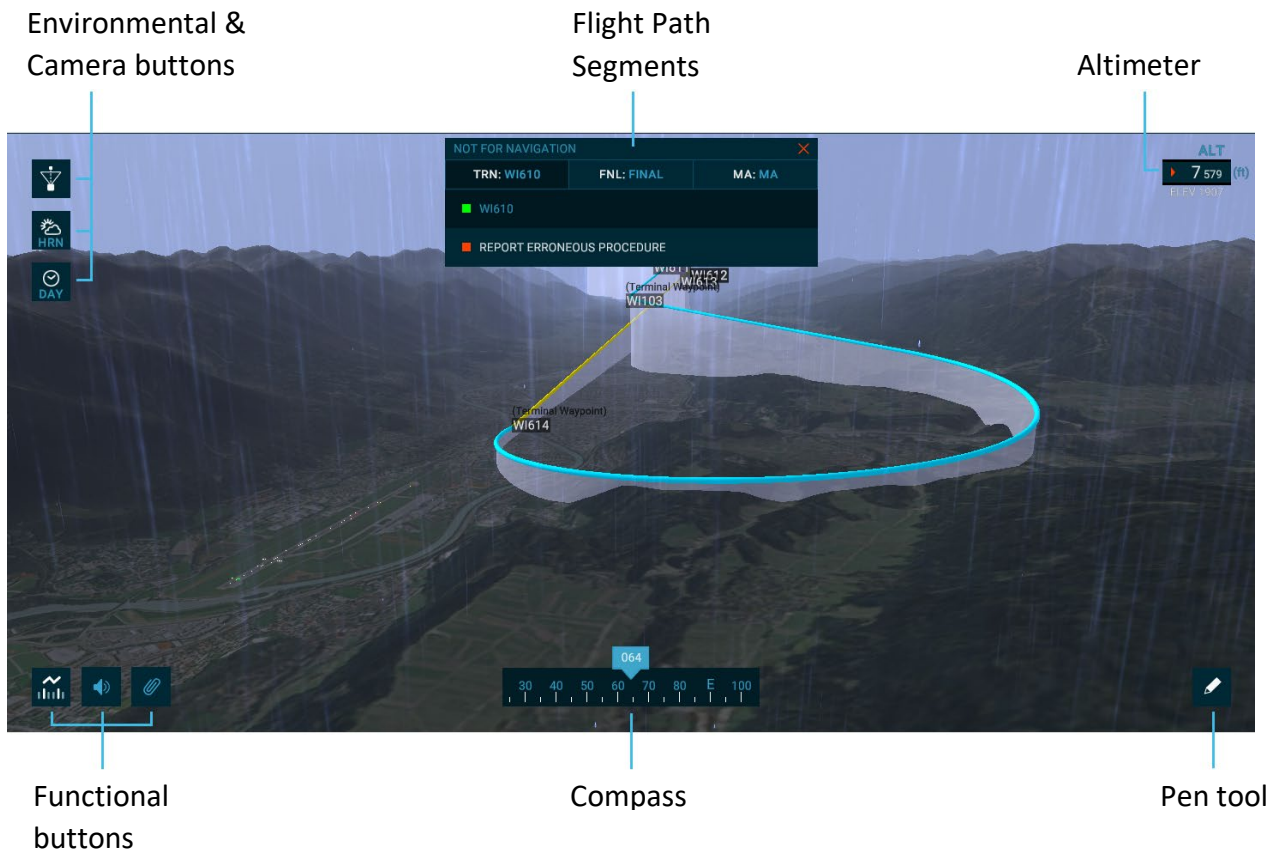 Environmental &
Camera buttons
Flight Path
Segments
Altimeter
NOT FOR NAVIGATION
TRN: WI610
FNL: FINAL
MA: MA
WI610
REPORT ERRONEOUS PROCEDURE
ALT
7 579 (ft)
HRN
DAY
WI611
WI612
WI613
(Terminal Waypoint)
WI103
(Terminal Waypoint)
WI614
064
30 40 50 60 70 80 E 100
Functional
buttons
Compass
Pen tool